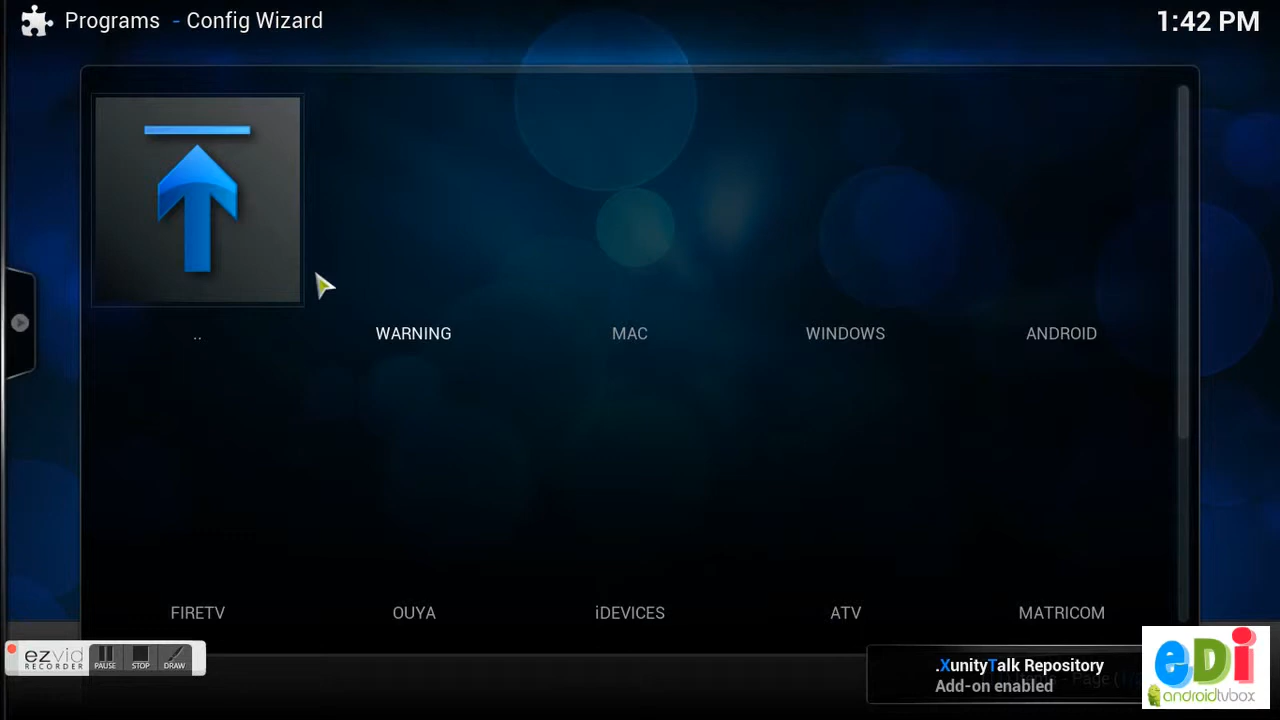 Programs - Config Wizard
1:42 PM
..
WARNING
MAC
WINDOWS
ANDROID
FIRETV
OUYA
iDEVICES
ATV
MATRICOM
ezvid
RECORDER
PAUSE
STOP
DRAW
.XunityTalk Repository
Add-on enabled
Page (
eDi
androidtvbox